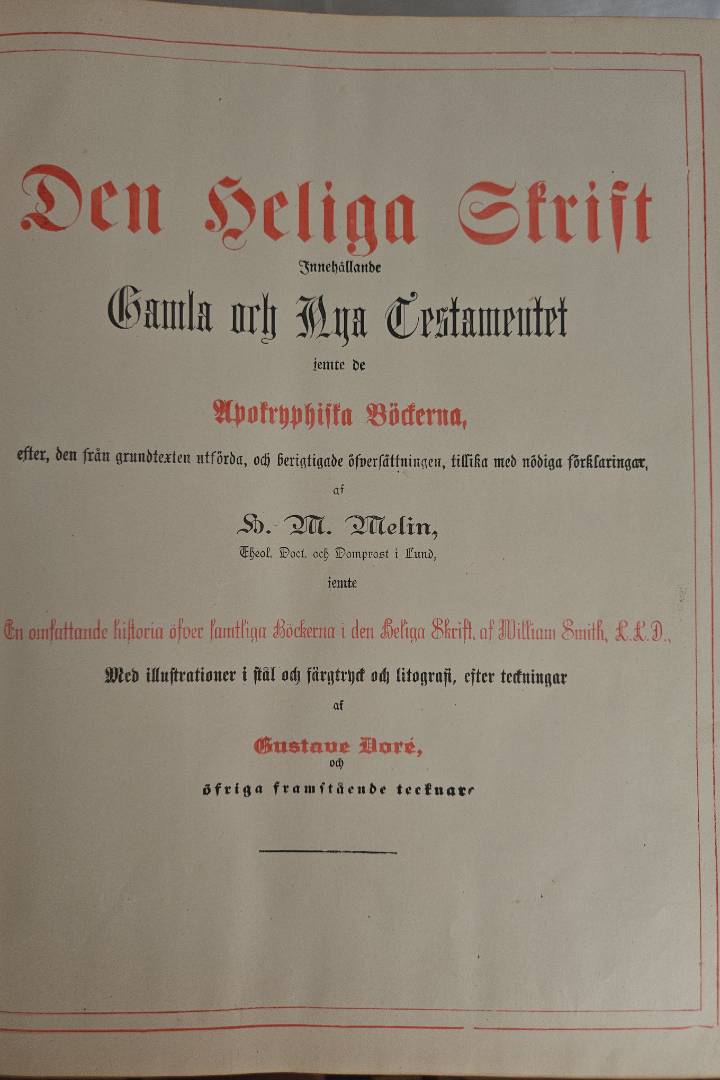 Den Heliga Skrift
Innehållande
Gamla och Nya Testamentet
jemte de
Apokryphiska Böckerna,
efter, den från grundtexten utförda, och berigtigade öfversättningen, tillika med nödiga förklaringar,
af
H. M. Melin,
Theol. Doct. och Domprost i Lund,
jemte
En omfattande historia öfver samtliga Böckerna i den Heliga Skrift, af William Smith, L.L.D.,
Med illustrationer i stål och färgtryck och litografi, efter teckningar
af
Gustave Doré,
och
öfriga framstående tecknare